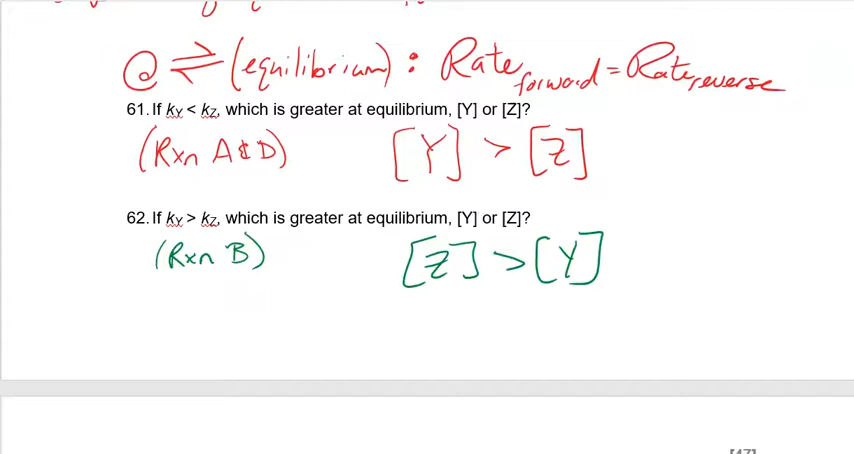 @ ⇌ (equilibrium) : Rate forward = Rate reverse
61. If kY < kZ, which is greater at equilibrium, [Y] or [Z]?
(Rxn A & D) [Y] > [Z]
62. If kY > kZ, which is greater at equilibrium, [Y] or [Z]?
(Rxn B) [Z] > [Y]